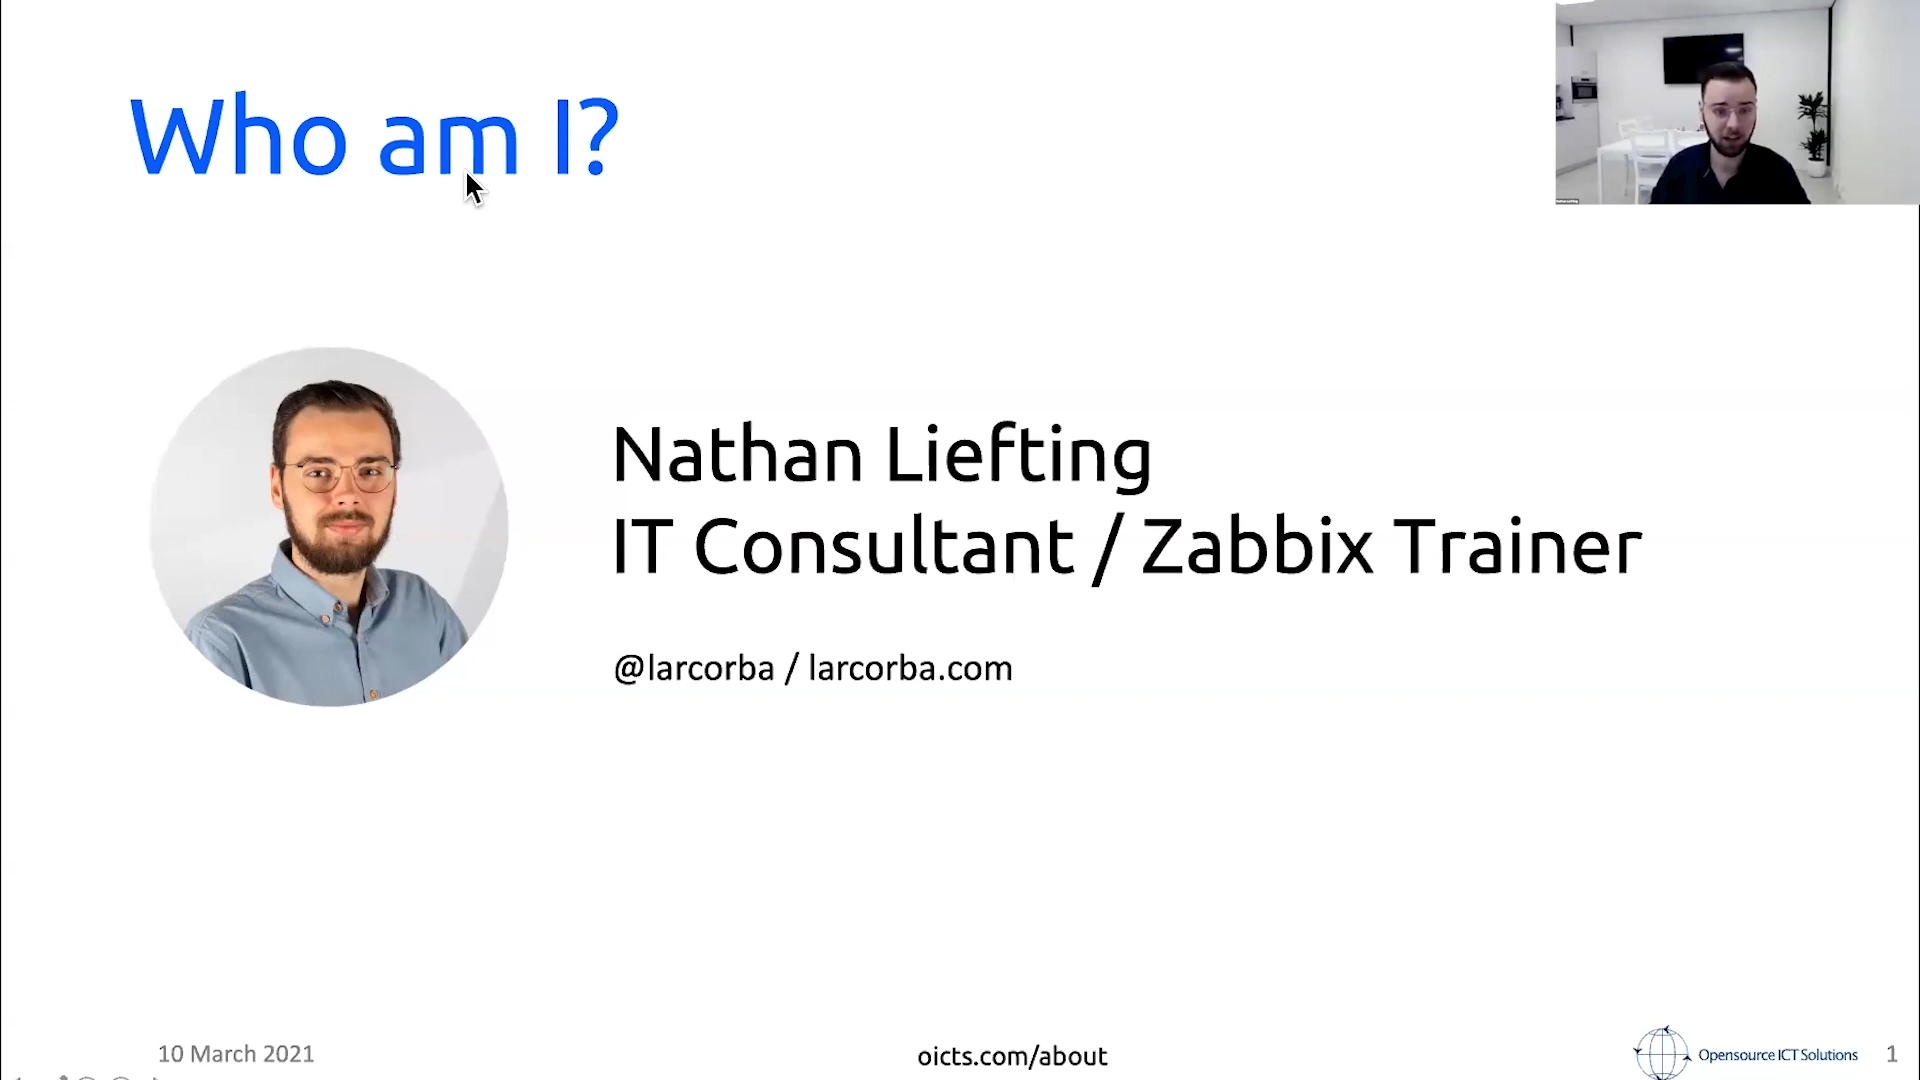 Who am I?
Nathan Liefting
IT Consultant / Zabbix Trainer
@larcorba / larcorba.com
10 March 2021
oicts.com/about
Opensource ICT Solutions
1